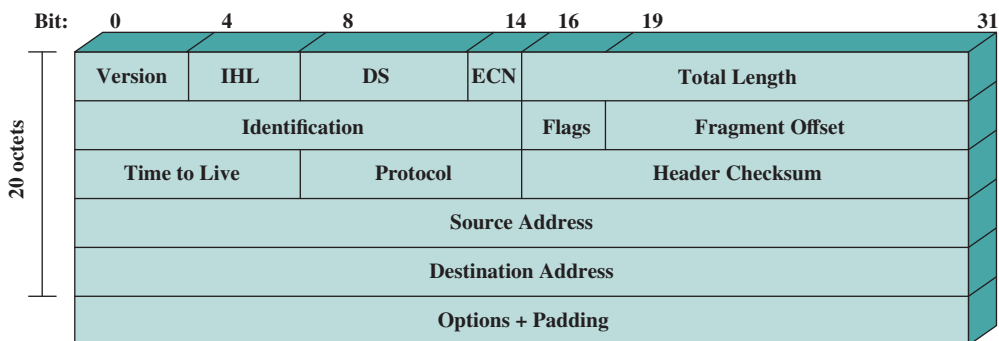 Bit: 0 4 8 14 16 19 31
Version IHL DS ECN Total Length
Identification Flags Fragment Offset
Time to Live Protocol Header Checksum
Source Address
Destination Address
Options + Padding
20 octets